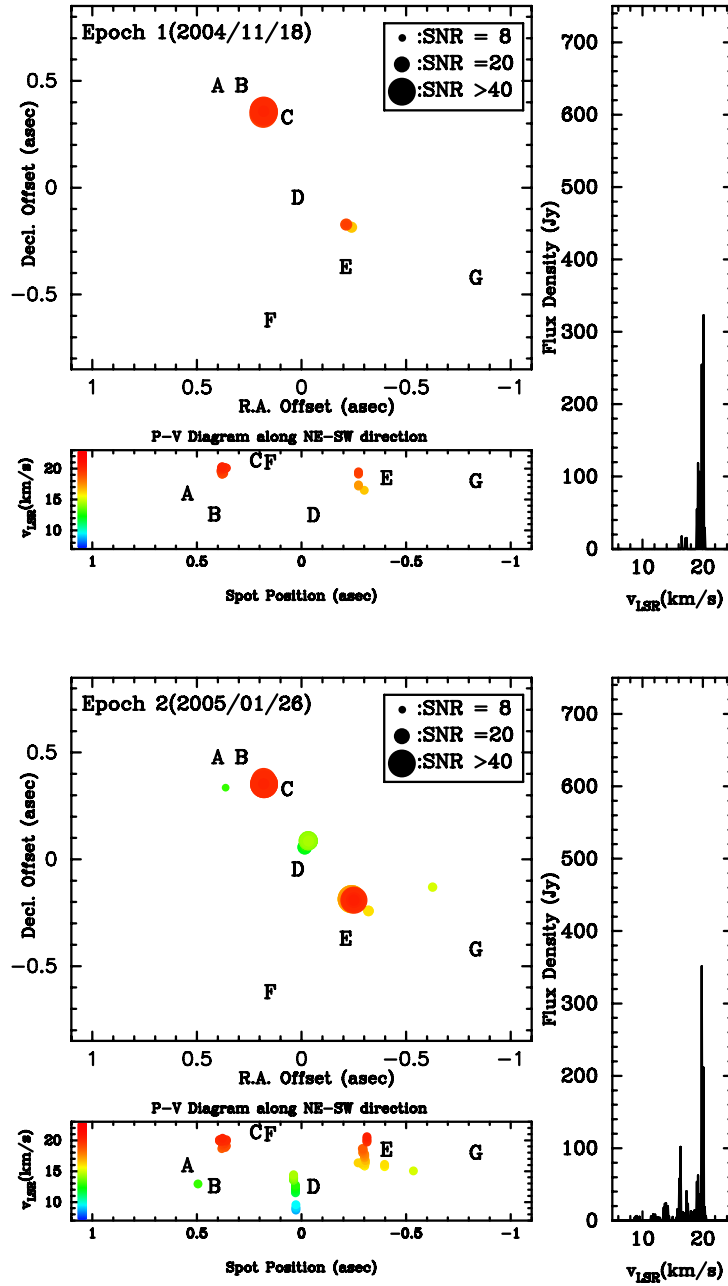 Epoch 1(2004/11/18)
:SNR = 8
:SNR =20
:SNR >40
A B
C
D
E
F
G
0.5
0
−0.5
Decl. Offset (asec)
1 0.5 0 −0.5 −1
R.A. Offset (asec)
P−V Diagram along NE−SW direction
20
15
10
vLSR(km/s)
A
B
C F
D
E
G
1 0.5 0 −0.5 −1
Spot Position (asec)
700
600
500
400
300
200
100
0
Flux Density (Jy)
10 20
vLSR(km/s)
Epoch 2(2005/01/26)
:SNR = 8
:SNR =20
:SNR >40
A B
C
D
E
F
G
0.5
0
−0.5
Decl. Offset (asec)
1 0.5 0 −0.5 −1
R.A. Offset (asec)
P−V Diagram along NE−SW direction
20
15
10
vLSR(km/s)
A
B
C F
D
E
G
1 0.5 0 −0.5 −1
Spot Position (asec)
700
600
500
400
300
200
100
0
Flux Density (Jy)
10 20
vLSR(km/s)